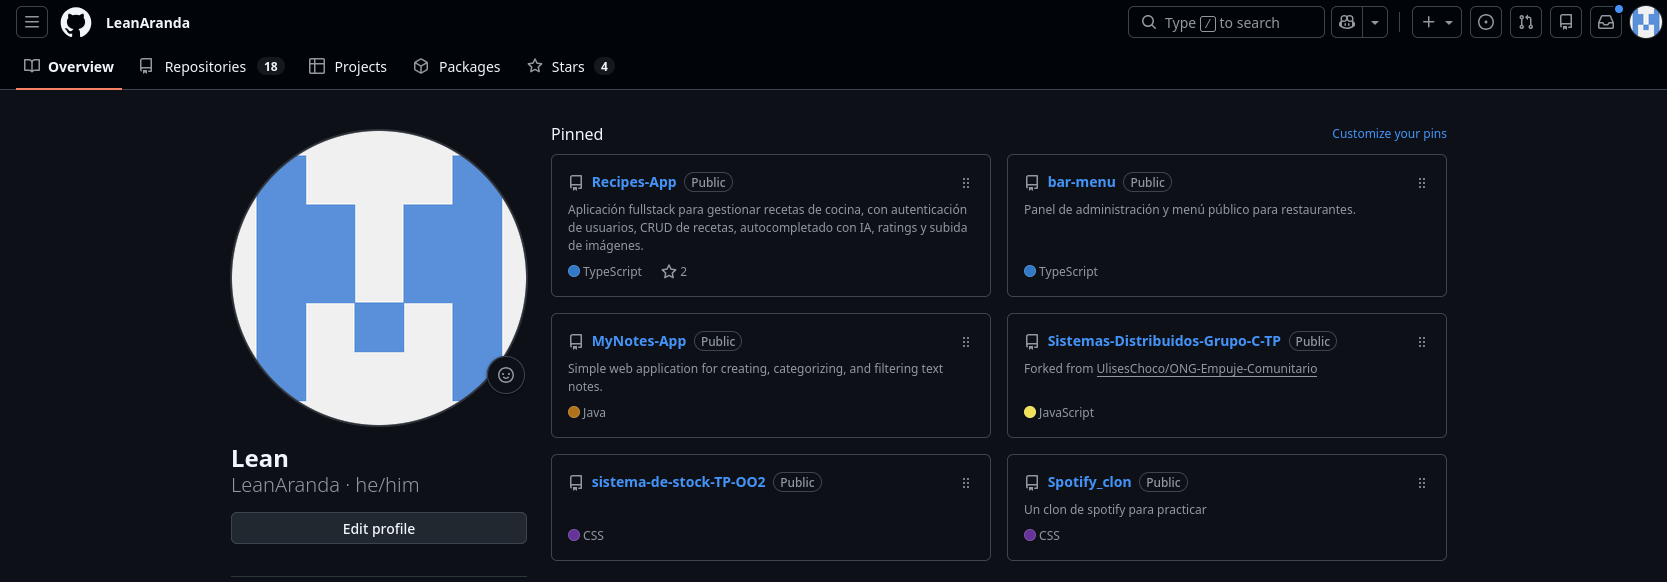 LeanAranda
Type / to search
Overview
Repositories 18
Projects
Packages
Stars 4
Pinned
Customize your pins
Recipes-App Public
Aplicación fullstack para gestionar recetas de cocina, con autenticación
de usuarios, CRUD de recetas, autocompletado con IA, ratings y subida
de imágenes.
TypeScript 2
bar-menu Public
Panel de administración y menú público para restaurantes.
TypeScript
MyNotes-App Public
Simple web application for creating, categorizing, and filtering text
notes.
Java
Sistemas-Distribuidos-Grupo-C-TP Public
Forked from UlisesChoco/ONG-Empuje-Comunitario
JavaScript
sistema-de-stock-TP-OO2 Public
CSS
Spotify_clon Public
Un clon de spotify para practicar
CSS
Lean
LeanAranda · he/him
Edit profile